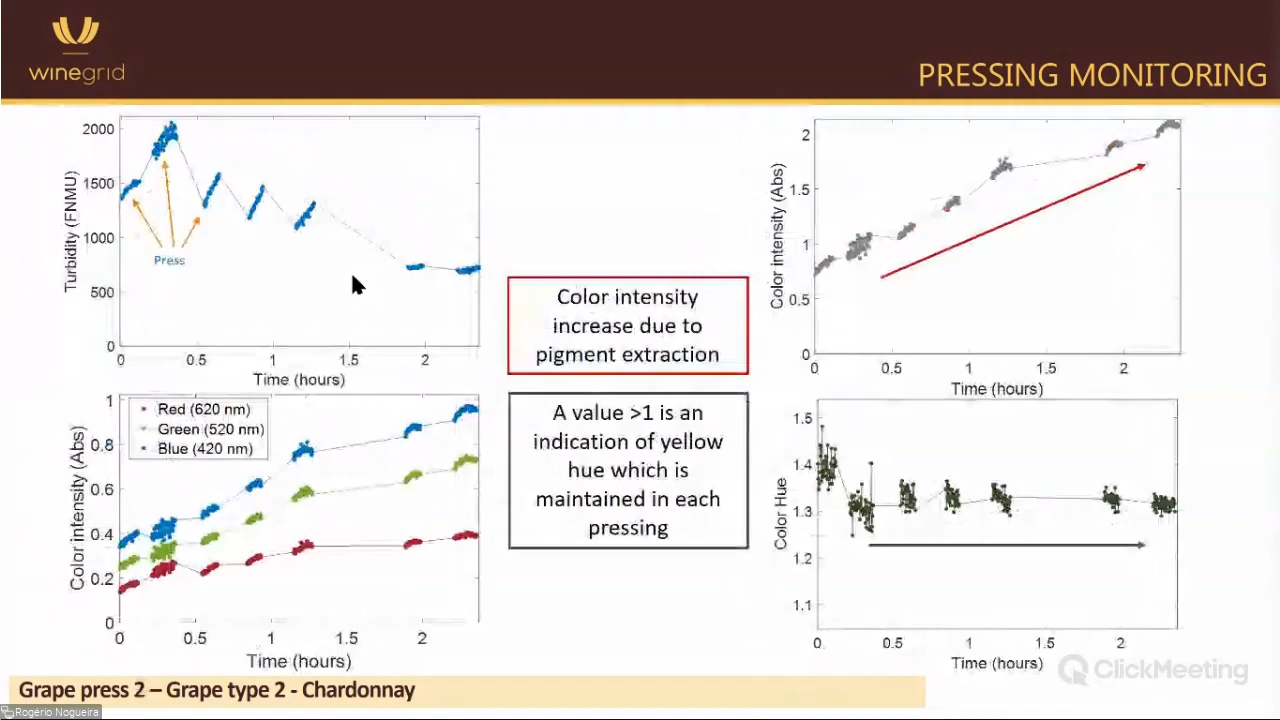 winegrid
PRESSING MONITORING
2000
1500
1000
500
0
Turbidity (FNMU)
Press
0
0.5
1
1.5
2
Time (hours)
2
1.5
1
0.5
0
Color intensity (Abs)
0
0.5
1
1.5
2
Time (hours)
Color intensity
increase due to
pigment extraction
A value >1 is an
indication of yellow
hue which is
maintained in each
pressing
1
0.8
0.6
0.4
0.2
0
Color intensity (Abs)
Red (620 nm)
Green (520 nm)
Blue (420 nm)
0
0.5
1
1.5
2
Time (hours)
1.5
1.4
1.3
1.2
1.1
Color Hue
0
0.5
1
1.5
2
Time (hours)
ClickMeeting
Grape press 2 – Grape type 2 - Chardonnay
Rogério Nogueira